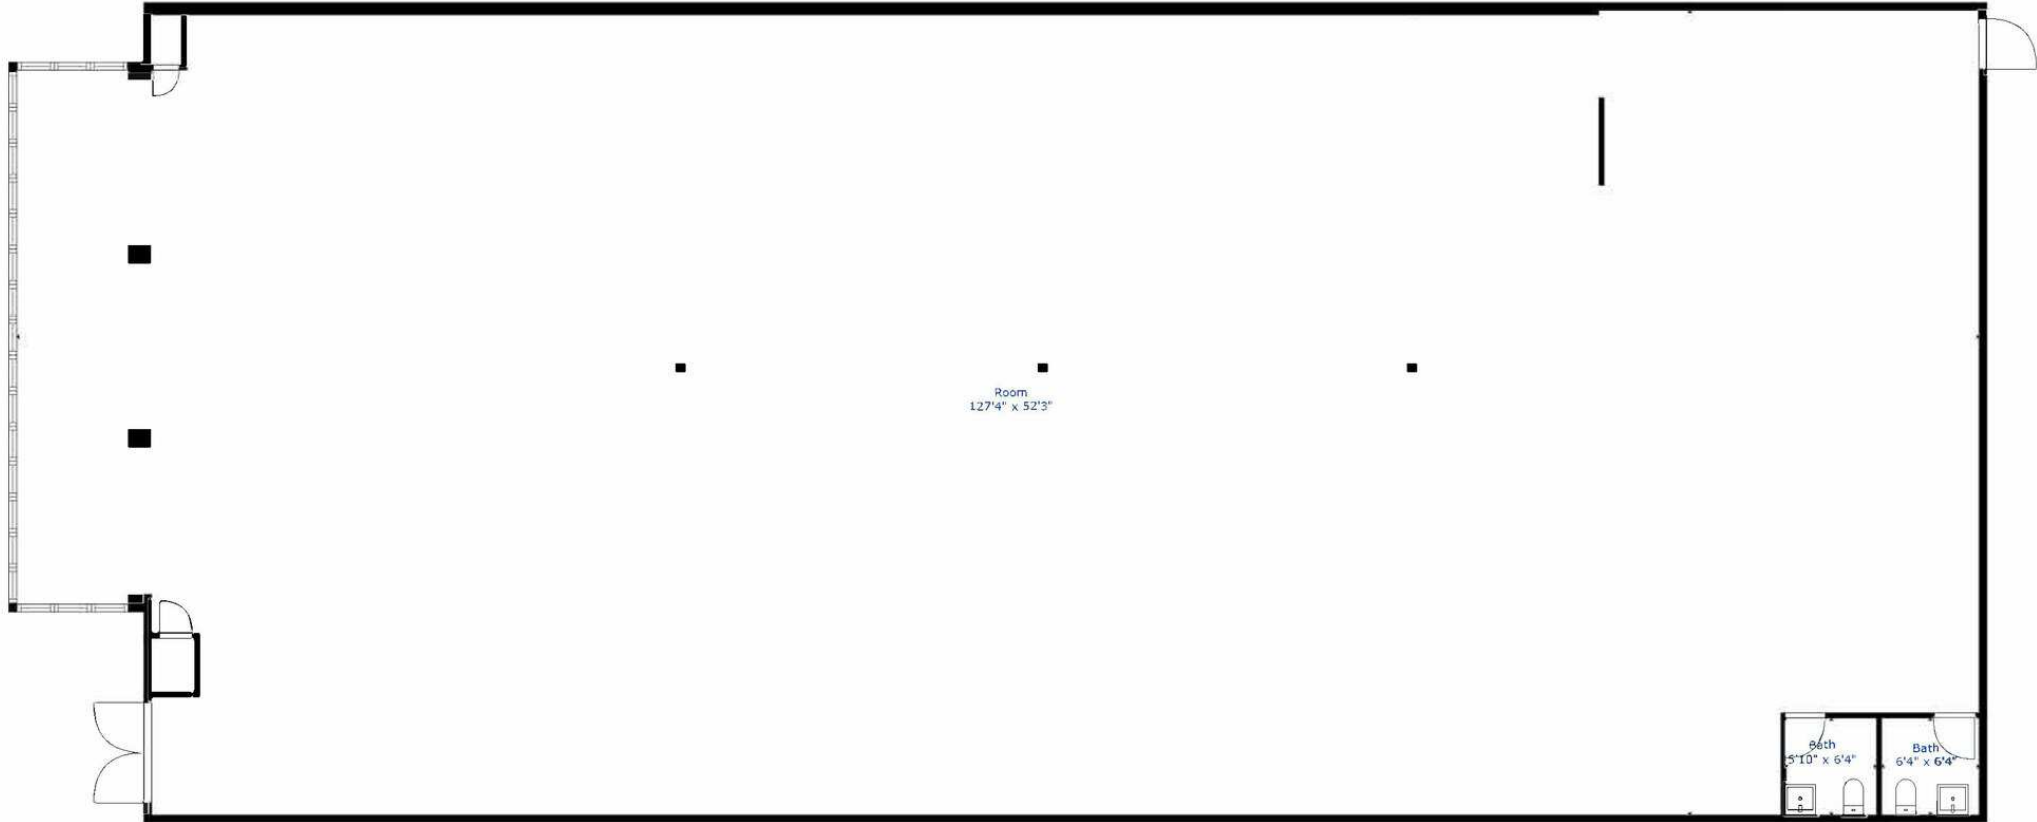 Room
127'4" x 52'3"
Bath
5'10" x 6'4"
Bath
6'4" x 6'4"